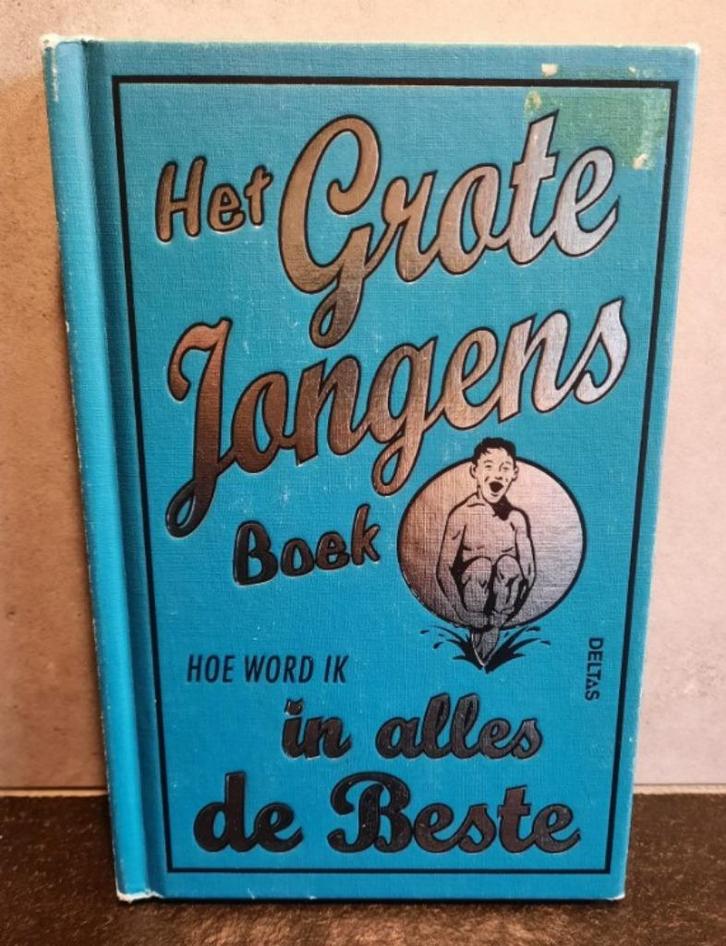 Het Grote
Jongens
Boek
HOE WORD IK
in alles
de Beste
DELTAS